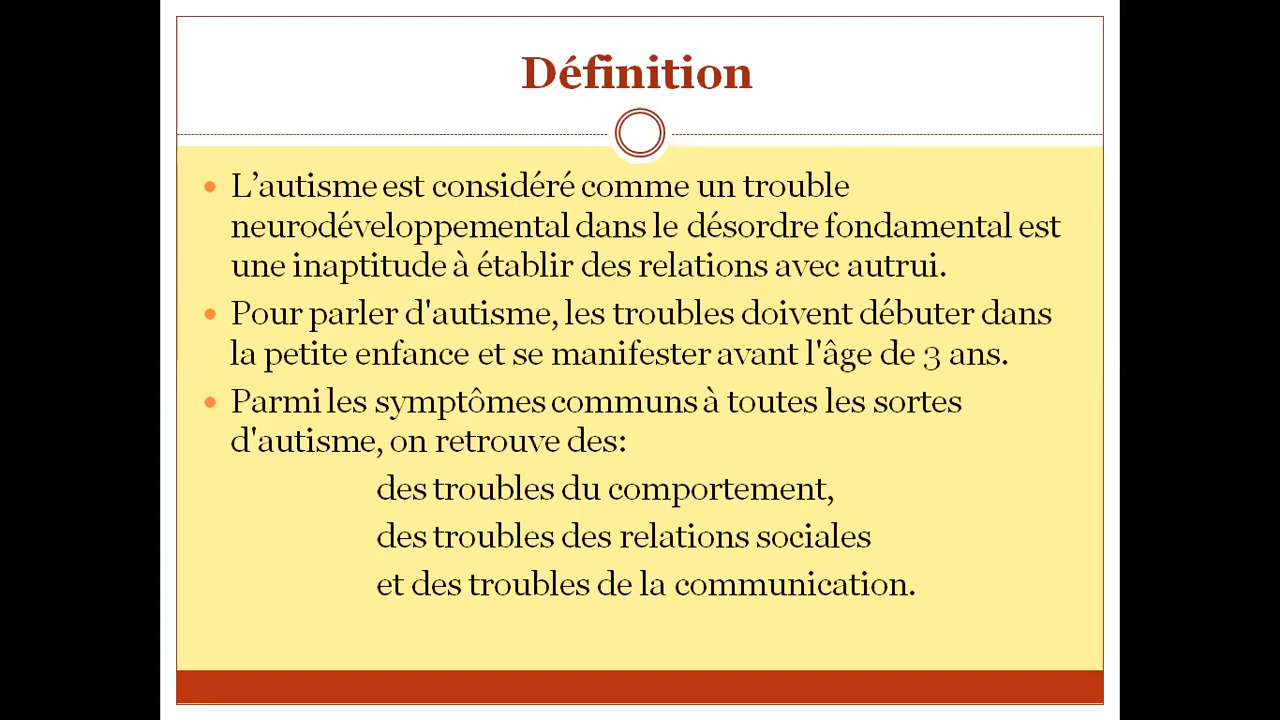 Définition
L’autisme est considéré comme un trouble
neurodéveloppemental dans le désordre fondamental est
une inaptitude à établir des relations avec autrui.
Pour parler d'autisme, les troubles doivent débuter dans
la petite enfance et se manifester avant l'âge de 3 ans.
Parmi les symptômes communs à toutes les sortes
d'autisme, on retrouve des:
des troubles du comportement,
des troubles des relations sociales
et des troubles de la communication.